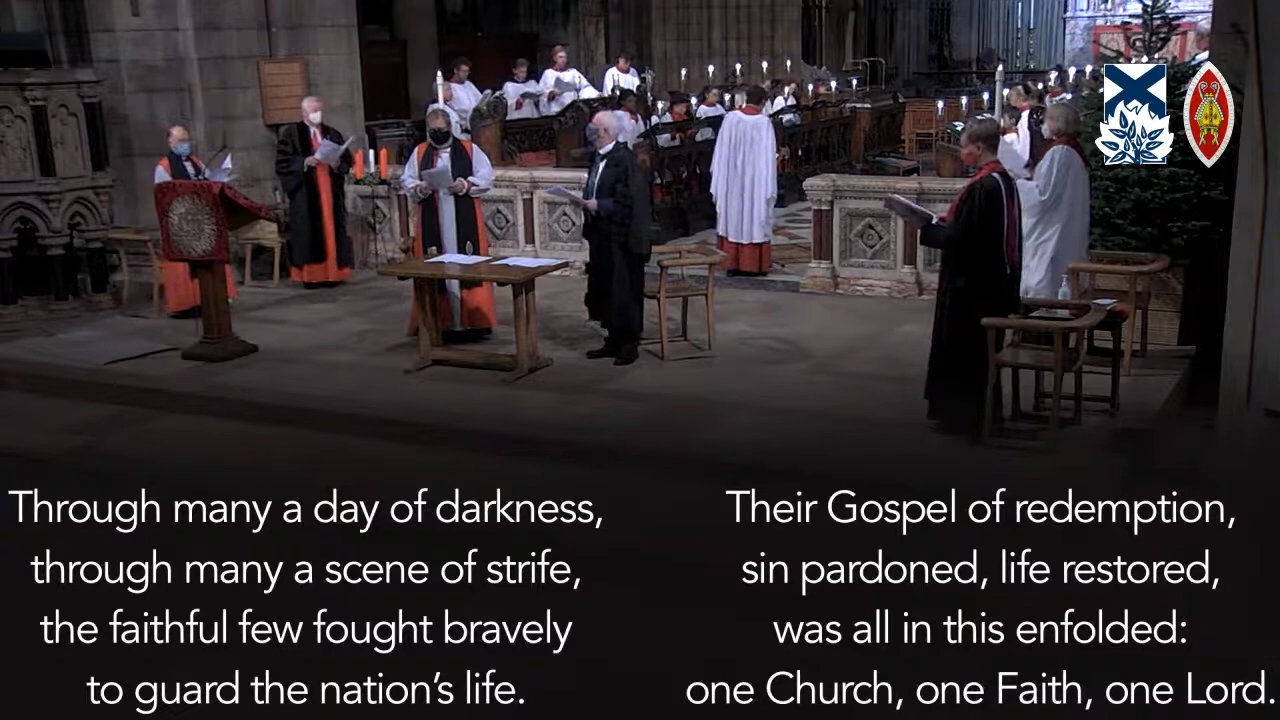 Through many a day of darkness,
through many a scene of strife,
the faithful few fought bravely
to guard the nation's life.
Their Gospel of redemption,
sin pardoned, life restored,
was all in this enfolded:
one Church, one Faith, one Lord.